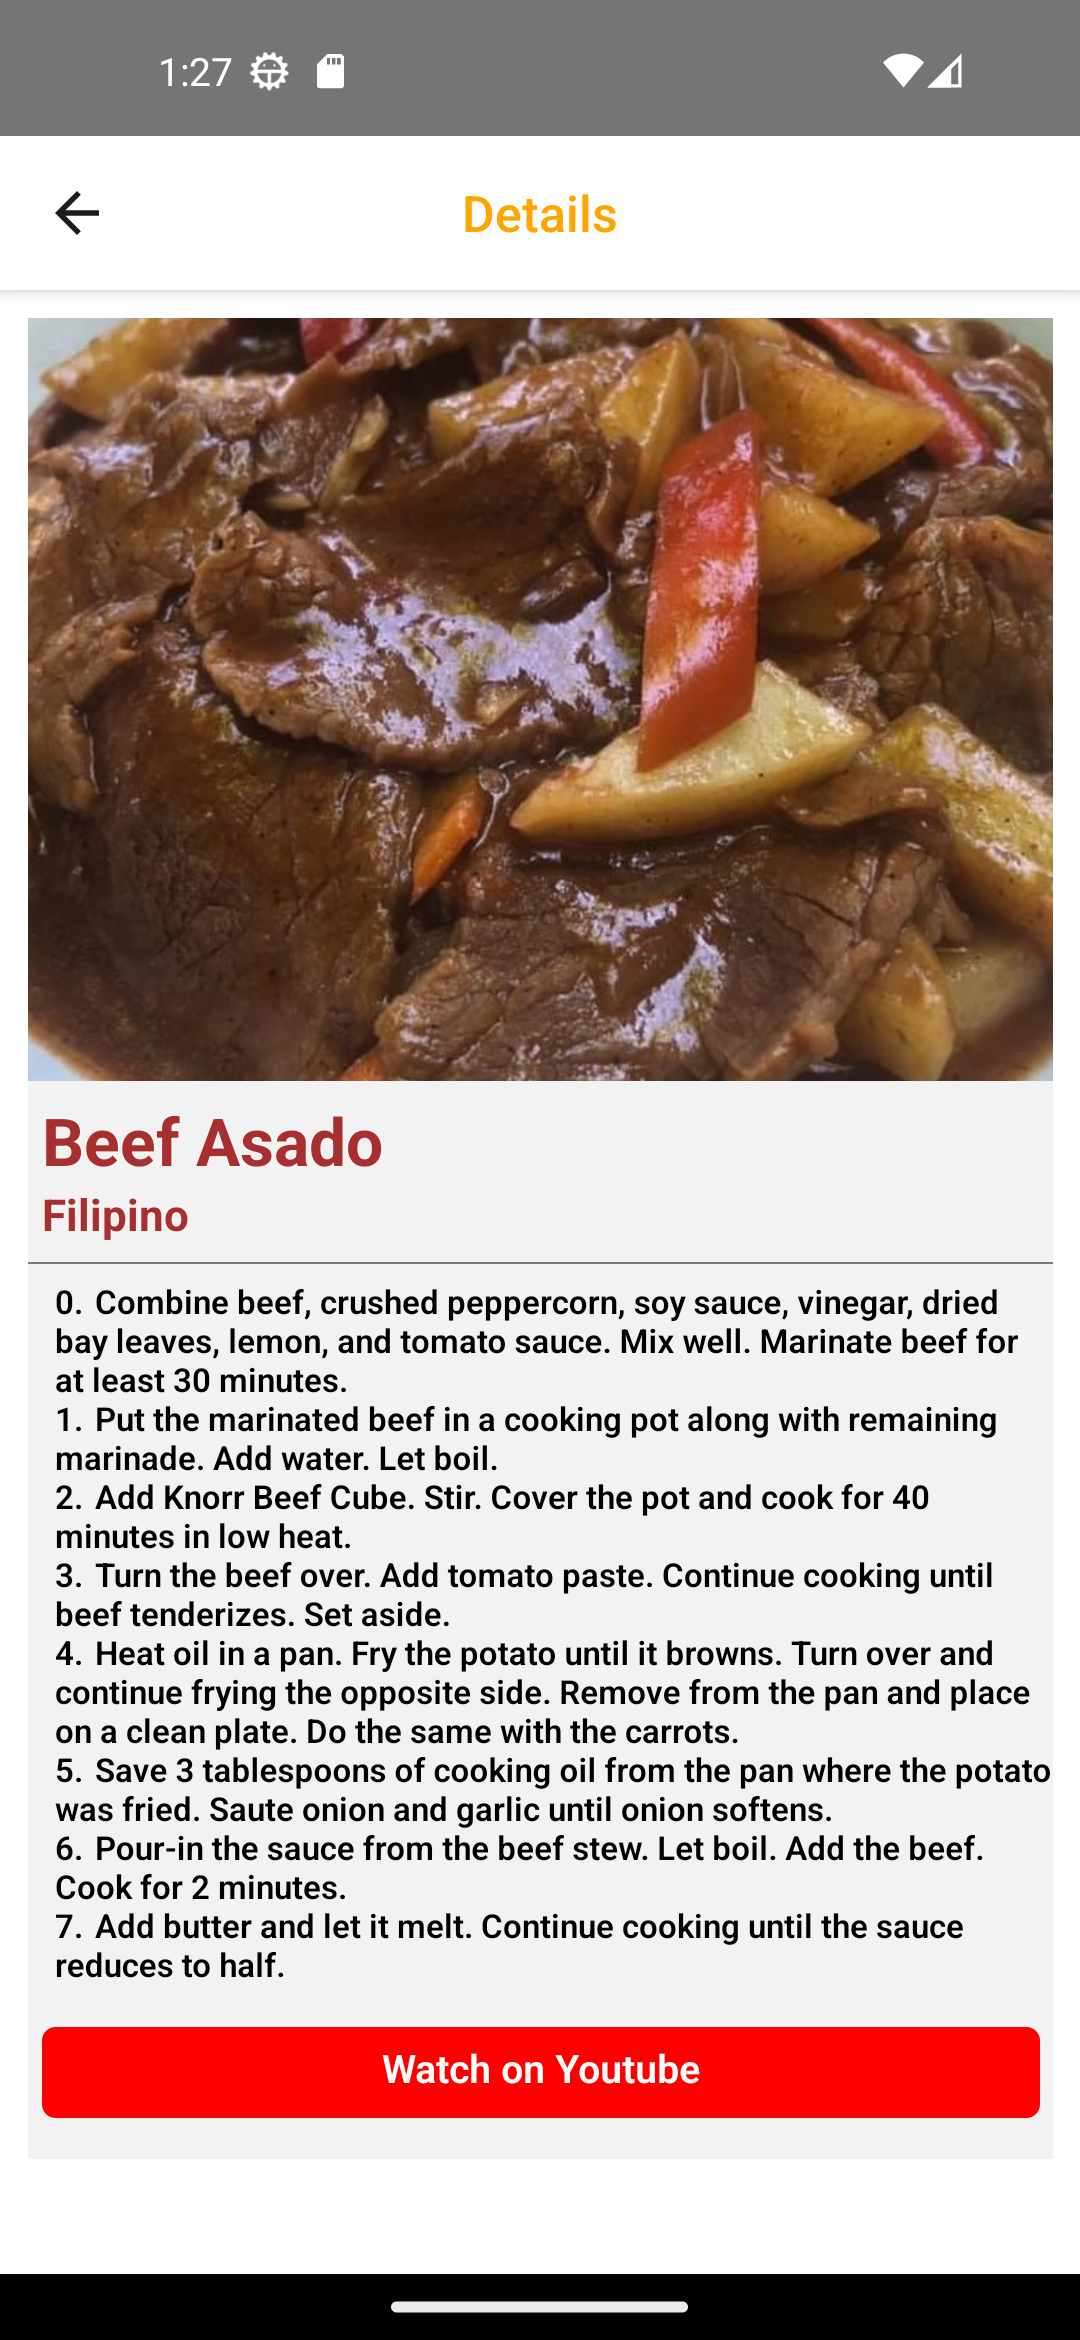 1:27
Details
Beef Asado
Filipino
0. Combine beef, crushed peppercorn, soy sauce, vinegar, dried
bay leaves, lemon, and tomato sauce. Mix well. Marinate beef for
at least 30 minutes.
1. Put the marinated beef in a cooking pot along with remaining
marinade. Add water. Let boil.
2. Add Knorr Beef Cube. Stir. Cover the pot and cook for 40
minutes in low heat.
3. Turn the beef over. Add tomato paste. Continue cooking until
beef tenderizes. Set aside.
4. Heat oil in a pan. Fry the potato until it browns. Turn over and
continue frying the opposite side. Remove from the pan and place
on a clean plate. Do the same with the carrots.
5. Save 3 tablespoons of cooking oil from the pan where the potato
was fried. Saute onion and garlic until onion softens.
6. Pour-in the sauce from the beef stew. Let boil. Add the beef.
Cook for 2 minutes.
7. Add butter and let it melt. Continue cooking until the sauce
reduces to half.
Watch on Youtube